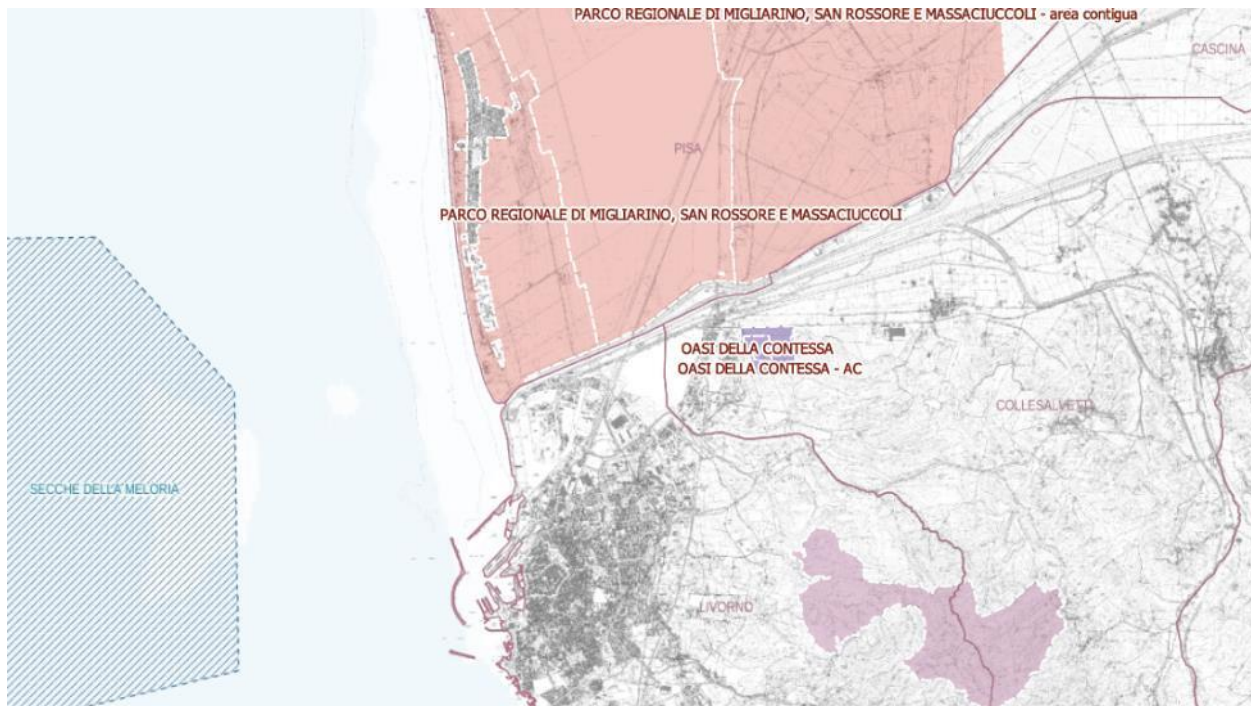 PARCO REGIONALE DI MIGLIARINO, SAN ROSSORE E MASSACIUCCOLI - area contigua
CASCINA
PISA
PARCO REGIONALE DI MIGLIARINO, SAN ROSSORE E MASSACIUCCOLI
OASI DELLA CONTESSA
OASI DELLA CONTESSA - AC
COLLESALVETTI
SECCHE DELLA MELORIA
LIVORNO